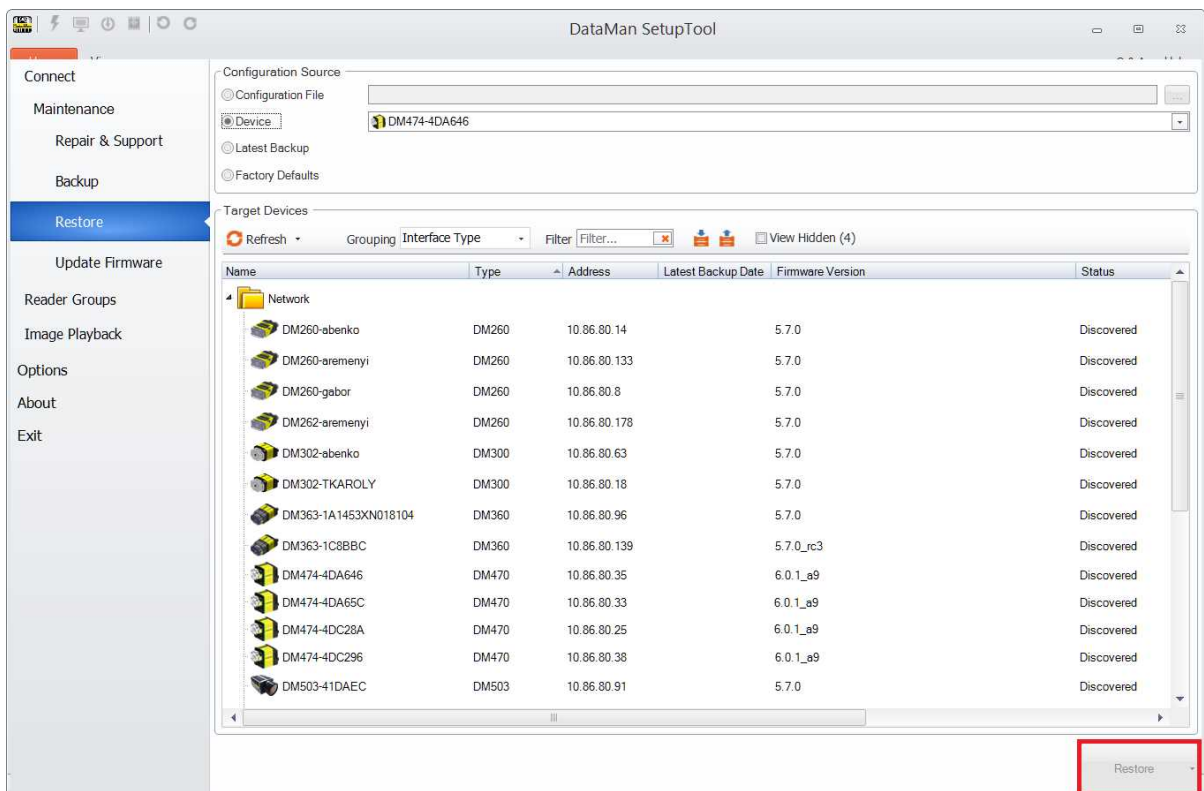 DataMan SetupTool
Connect
Maintenance
Repair & Support
Backup
Restore
Update Firmware
Reader Groups
Image Playback
Options
About
Exit
Configuration Source
Configuration File
...
Device DM474-4DA646
Latest Backup
Factory Defaults
Target Devices
Refresh Grouping Interface Type Filter Filter... View Hidden (4)
Name Type Address Latest Backup Date Firmware Version Status
Network
DM260-abenko DM260 10.86.80.14 5.7.0 Discovered
DM260-aremenyi DM260 10.86.80.133 5.7.0 Discovered
DM260-gabor DM260 10.86.80.8 5.7.0 Discovered
DM262-aremenyi DM260 10.86.80.178 5.7.0 Discovered
DM302-abenko DM300 10.86.80.63 5.7.0 Discovered
DM302-TKAROLY DM300 10.86.80.18 5.7.0 Discovered
DM363-1A1453XN018104 DM360 10.86.80.96 5.7.0 Discovered
DM363-1C8BBC DM360 10.86.80.139 5.7.0_rc3 Discovered
DM474-4DA646 DM470 10.86.80.35 6.0.1_a9 Discovered
DM474-4DA65C DM470 10.86.80.33 6.0.1_a9 Discovered
DM474-4DC28A DM470 10.86.80.25 6.0.1_a9 Discovered
DM474-4DC296 DM470 10.86.80.38 6.0.1_a9 Discovered
DM503-41DAEC DM503 10.86.80.91 5.7.0 Discovered
Restore